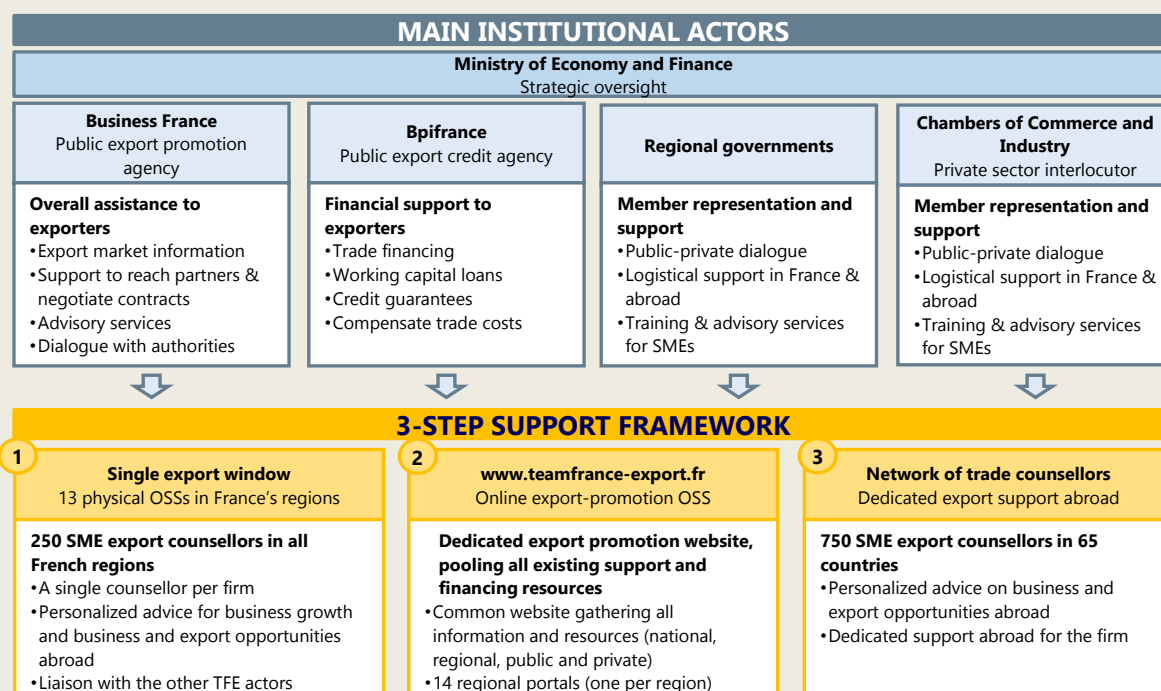 MAIN INSTITUTIONAL ACTORS
Ministry of Economy and Finance
Strategic oversight
Business France
Public export promotion
agency
Overall assistance to
exporters
•Export market information
•Support to reach partners &
negotiate contracts
•Advisory services
•Dialogue with authorities
Bpifrance
Public export credit agency
Financial support to
exporters
•Trade financing
•Working capital loans
•Credit guarantees
•Compensate trade costs
Regional governments
Member representation and
support
•Public-private dialogue
•Logistical support in France &
abroad
•Training & advisory services
for SMEs
Chambers of Commerce and
Industry
Private sector interlocutor
Member representation and
support
•Public-private dialogue
•Logistical support in France &
abroad
•Training & advisory services
for SMEs
3-STEP SUPPORT FRAMEWORK
1
Single export window
13 physical OSSs in France's regions
250 SME export counsellors in all
French regions
•A single counsellor per firm
•Personalized advice for business growth
and business and export opportunities
abroad
•Liaison with the other TFE actors
2
www.teamfrance-export.fr
Online export-promotion OSS
Dedicated export promotion website,
pooling all existing support and
financing resources
•Common website gathering all
information and resources (national,
regional, public and private)
•14 regional portals (one per region)
3
Network of trade counsellors
Dedicated export support abroad
750 SME export counsellors in 65
countries
•Personalized advice on business and
export opportunities abroad
•Dedicated support abroad for the firm